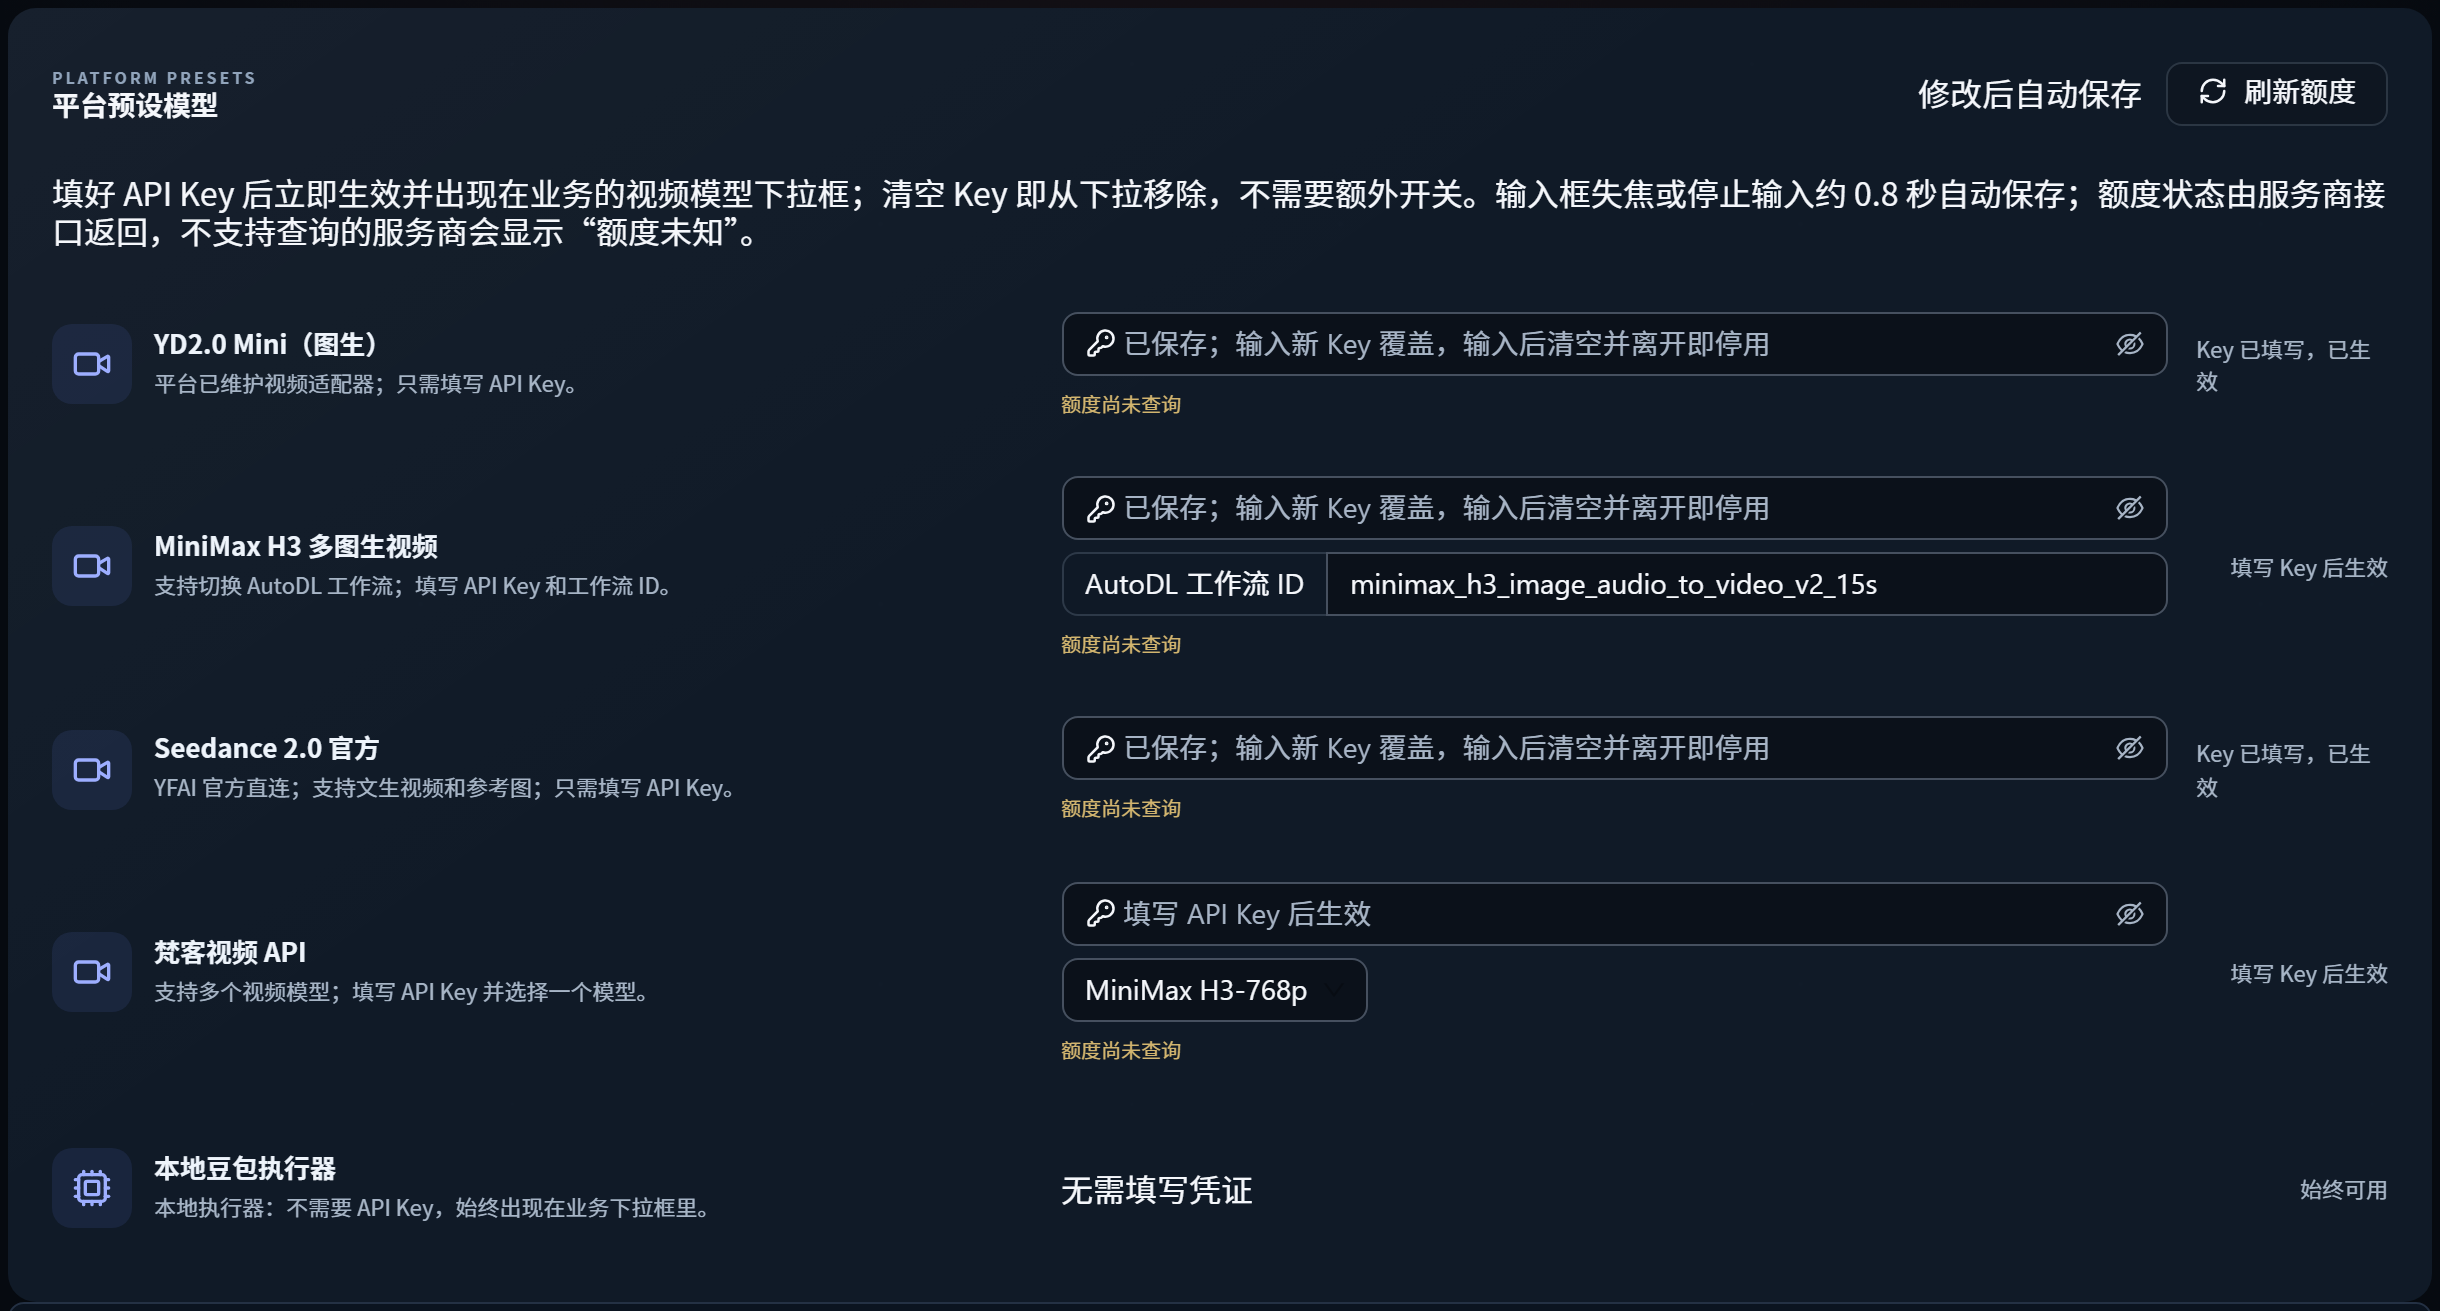 PLATFORM PRESETS
平台预设模型
修改后自动保存
刷新额度
填好 API Key 后立即生效并出现在业务的视频模型下拉框；清空 Key 即从下拉移除，不需要额外开关。输入框失焦或停止输入约 0.8 秒自动保存；额度状态由服务商接
口返回，不支持查询的服务商会显示“额度未知”。
YD2.0 Mini（图生）
平台已维护视频适配器；只需填写 API Key。
已保存；输入新 Key 覆盖，输入后清空并离开即停用
额度尚未查询
Key 已填写，已生
效
MiniMax H3 多图生视频
支持切换 AutoDL 工作流；填写 API Key 和工作流 ID。
已保存；输入新 Key 覆盖，输入后清空并离开即停用
AutoDL 工作流 ID
minimax_h3_image_audio_to_video_v2_15s
额度尚未查询
填写 Key 后生效
Seedance 2.0 官方
YFAI 官方直连；支持文生视频和参考图；只需填写 API Key。
已保存；输入新 Key 覆盖，输入后清空并离开即停用
额度尚未查询
Key 已填写，已生
效
梵客视频 API
支持多个视频模型；填写 API Key 并选择一个模型。
填写 API Key 后生效
MiniMax H3-768p
额度尚未查询
填写 Key 后生效
本地豆包执行器
本地执行器：不需要 API Key，始终出现在业务下拉框里。
无需填写凭证
始终可用